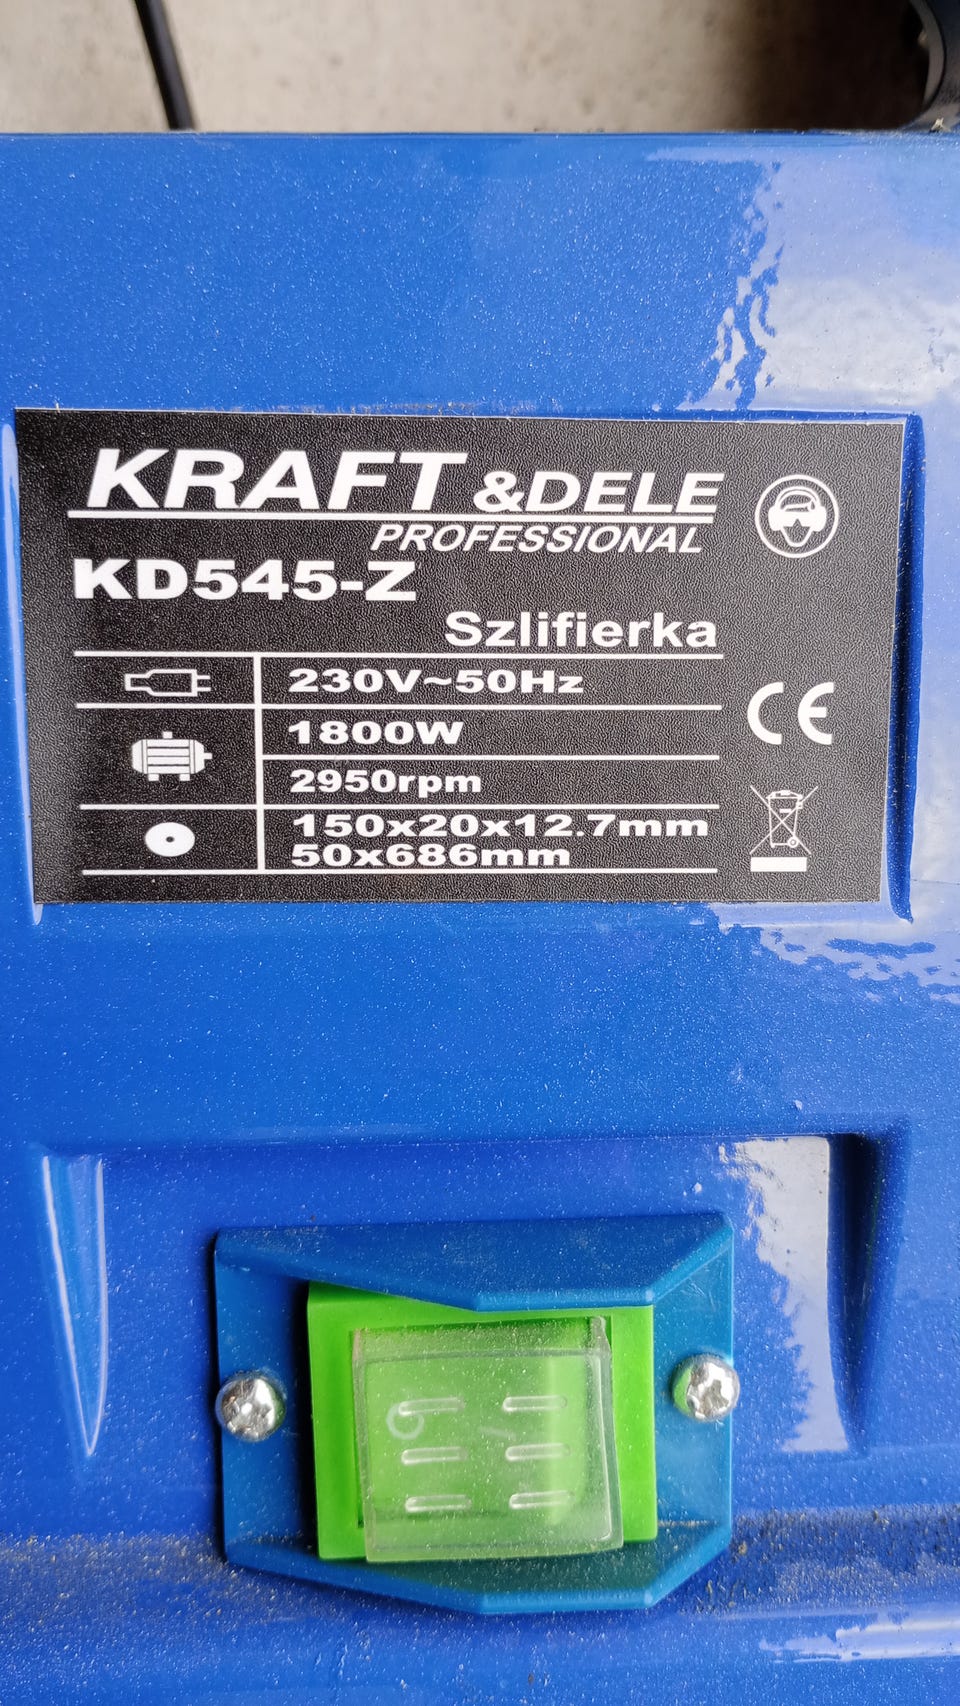 KRAFT &DELE
PROFESSIONAL
KD545-Z
Szlifierka
230V~50Hz
1800W
2950rpm
150x20x12.7mm
50x686mm
CE